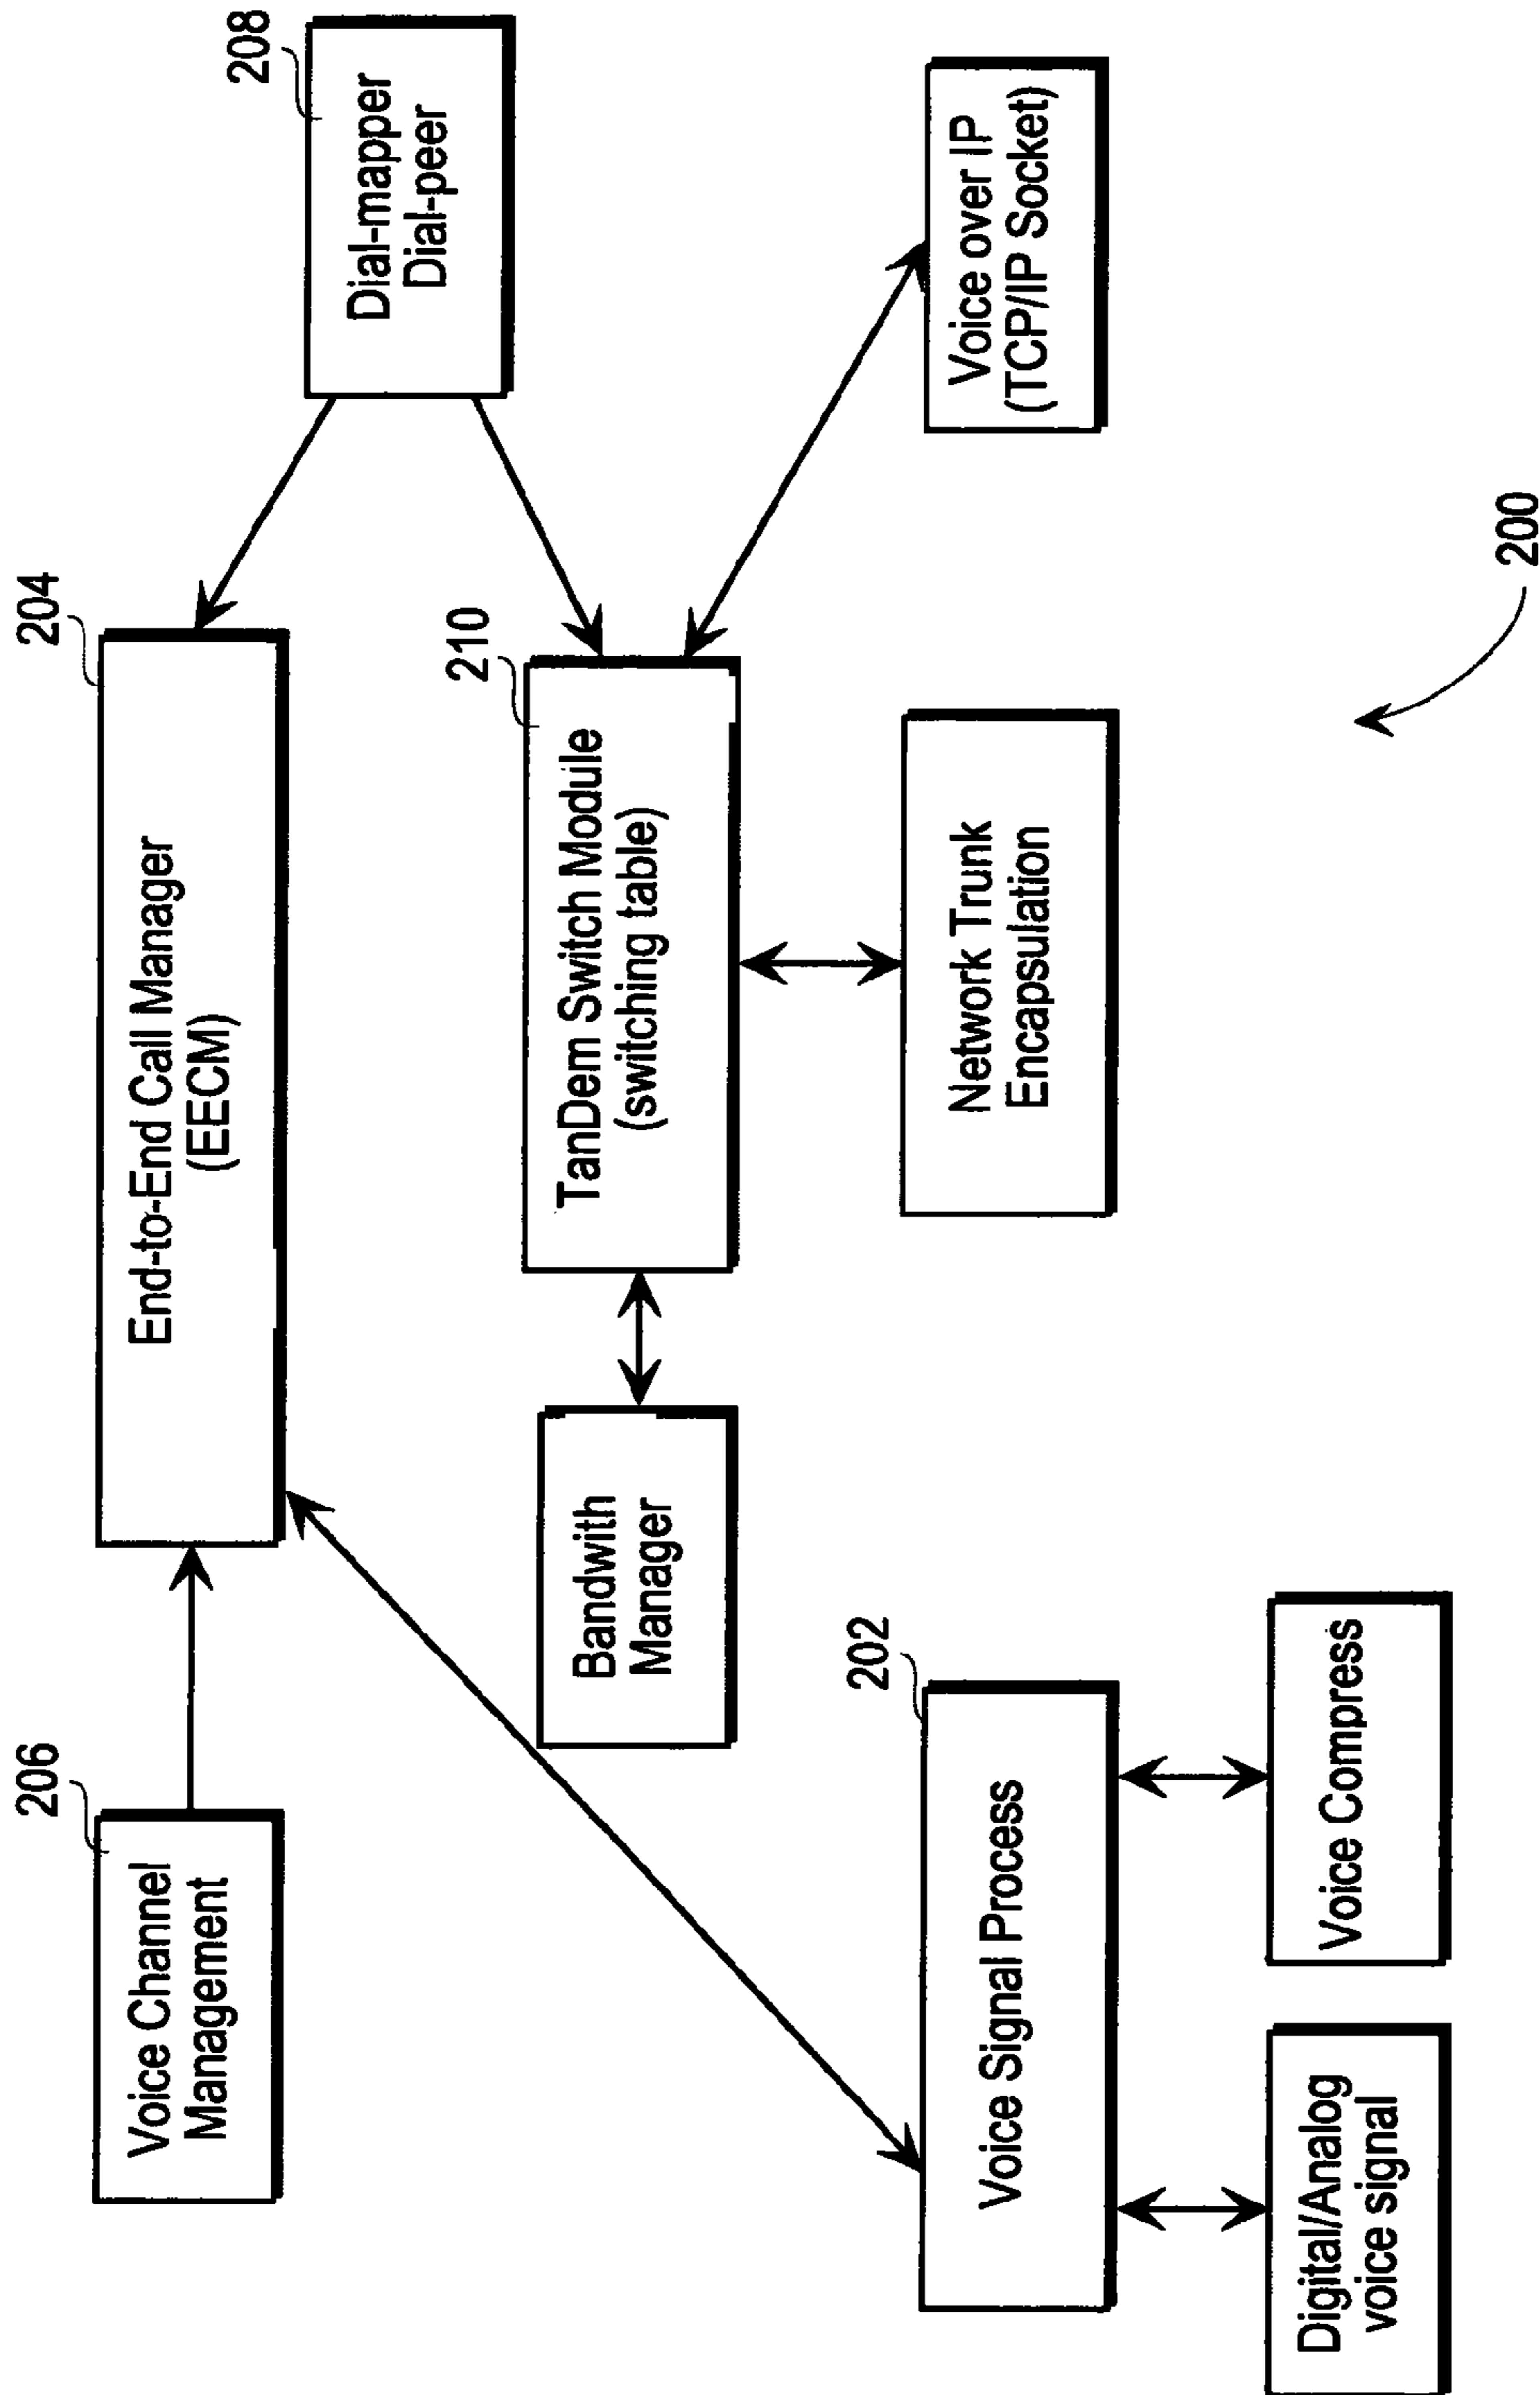 206
Voice Channel
Management
204
End-to-End Call Manager
(EECM)
208
Dial-mapper
Dial-peer
Bandwith
Manager
210
TanDem Switch Module
(switching table)
202
Voice Signal Process
Network Trunk
Encapsulation
Voice over IP
(TCP/IP Socket)
Digital/Analog
voice signal
Voice Compress
200